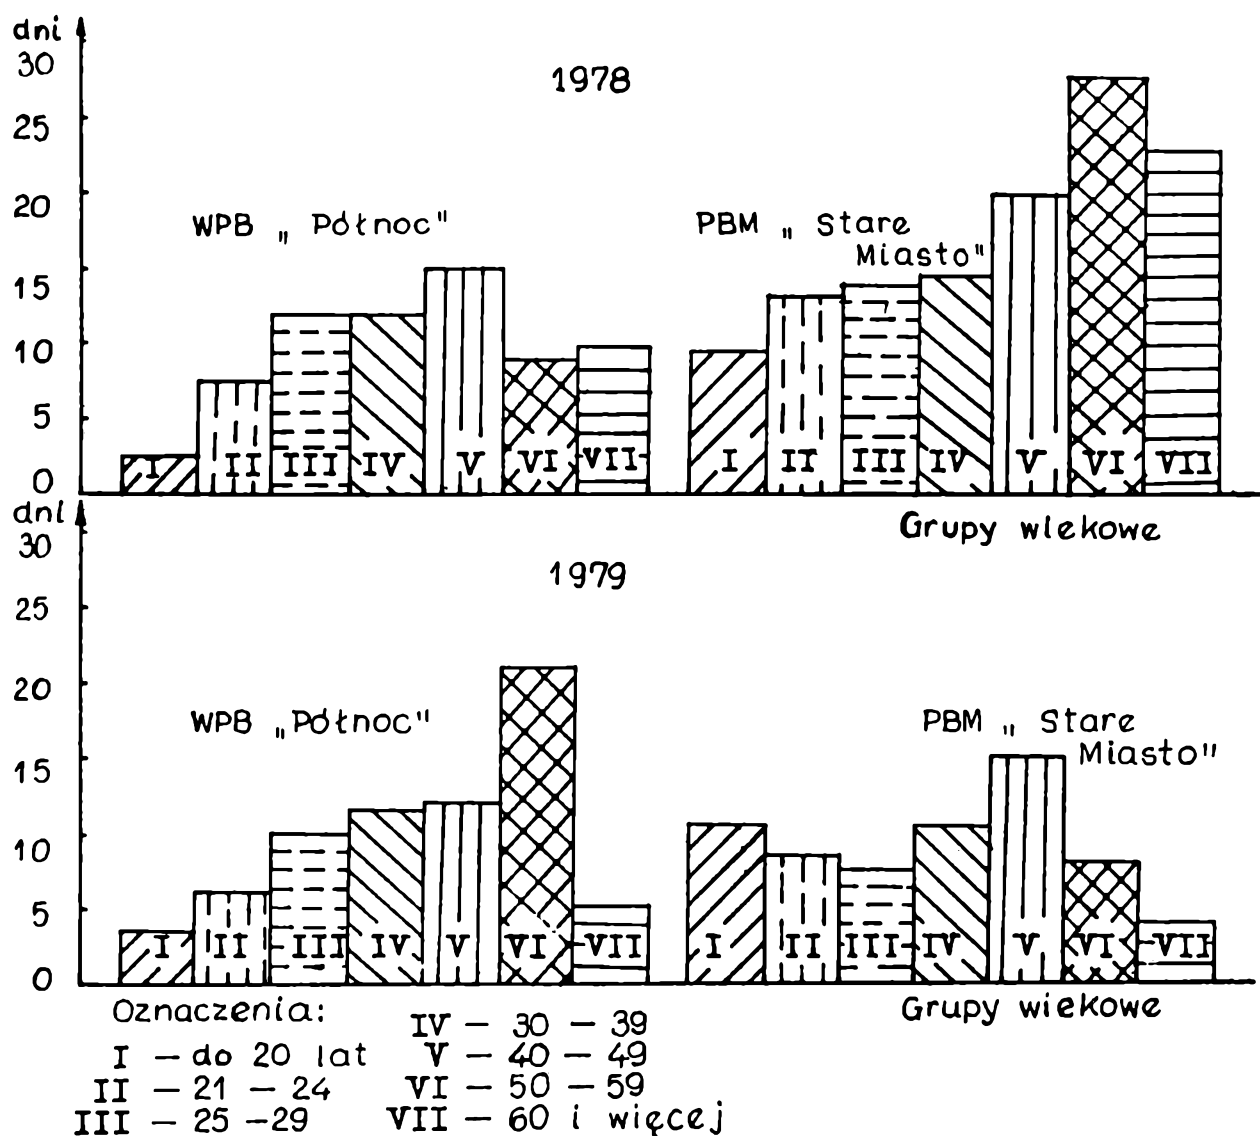 dni
30
25
20
15
10
5
0
1978
WPB „ Północ"
PBM „ Stare
Miasto"
I II III IV V VI VII
I II III IV V VI VII
Grupy wlekowe
dnl
30
25
20
15
10
5
0
1979
WPB „Północ"
PBM „ Stare
Miasto"
I II III IV V VI VII
I II III IV V VI VII
Grupy wiekowe
Oznaczenia:
I – do 20 lat
II – 21 – 24
III – 25 – 29
IV – 30 – 39
V – 40 – 49
VI – 50 – 59
VII – 60 i więcej